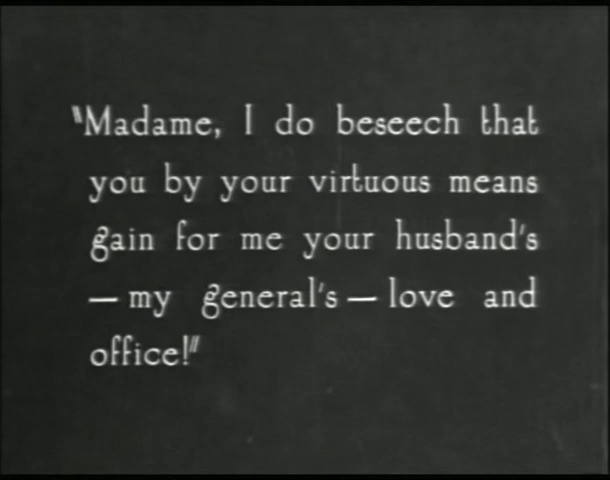 "Madame, I do beseech that
you by your virtuous means
gain for me your husband's
— my general's — love and
office!"